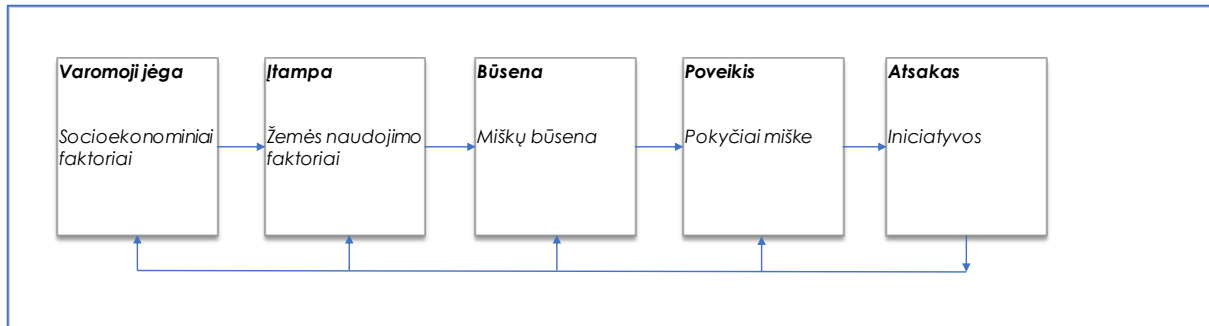 Varomoji jėga
Socioekonominiai
faktoriai
Įtampa
Žemės naudojimo
faktoriai
Būsena
Miškų būsena
Poveikis
Pokyčiai miške
Atsakas
Iniciatyvos